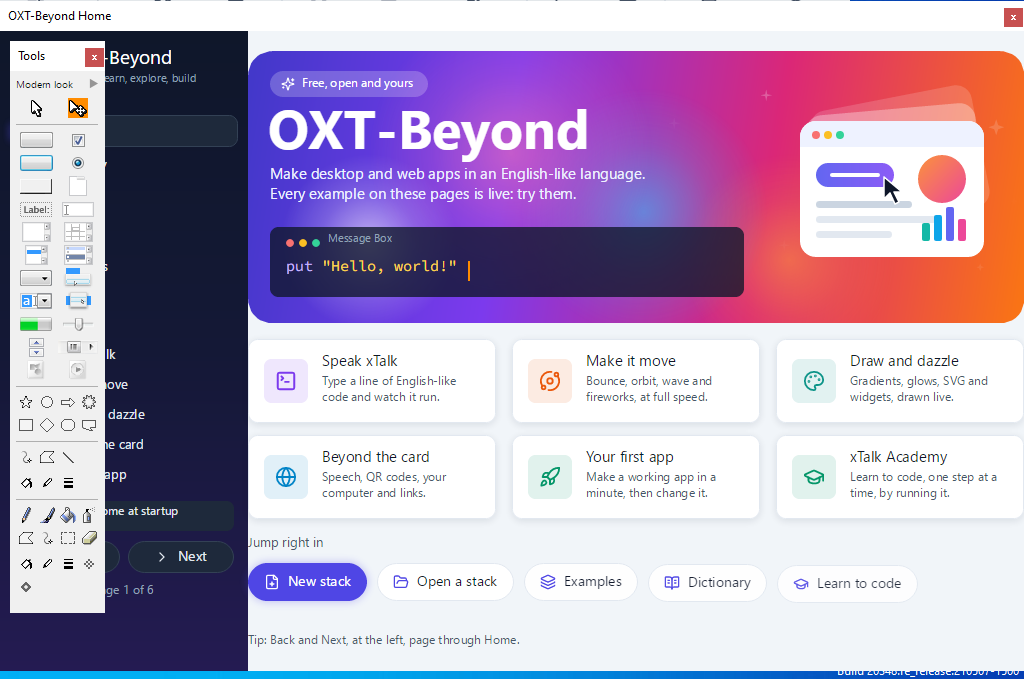 OXT-Beyond Home
Tools
Modern look
Label:
-Beyond
earn, explore, build
me at startup
Next
ge 1 of 6
Free, open and yours
OXT-Beyond
Make desktop and web apps in an English-like language.
Every example on these pages is live: try them.
Message Box
put "Hello, world!"
Speak xTalk
Type a line of English-like
code and watch it run.
Make it move
Bounce, orbit, wave and
fireworks, at full speed.
Draw and dazzle
Gradients, glows, SVG and
widgets, drawn live.
Beyond the card
Speech, QR codes, your
computer and links.
Your first app
Make a working app in a
minute, then change it.
xTalk Academy
Learn to code, one step at a
time, by running it.
Jump right in
New stack
Open a stack
Examples
Dictionary
Learn to code
Tip: Back and Next, at the left, page through Home.